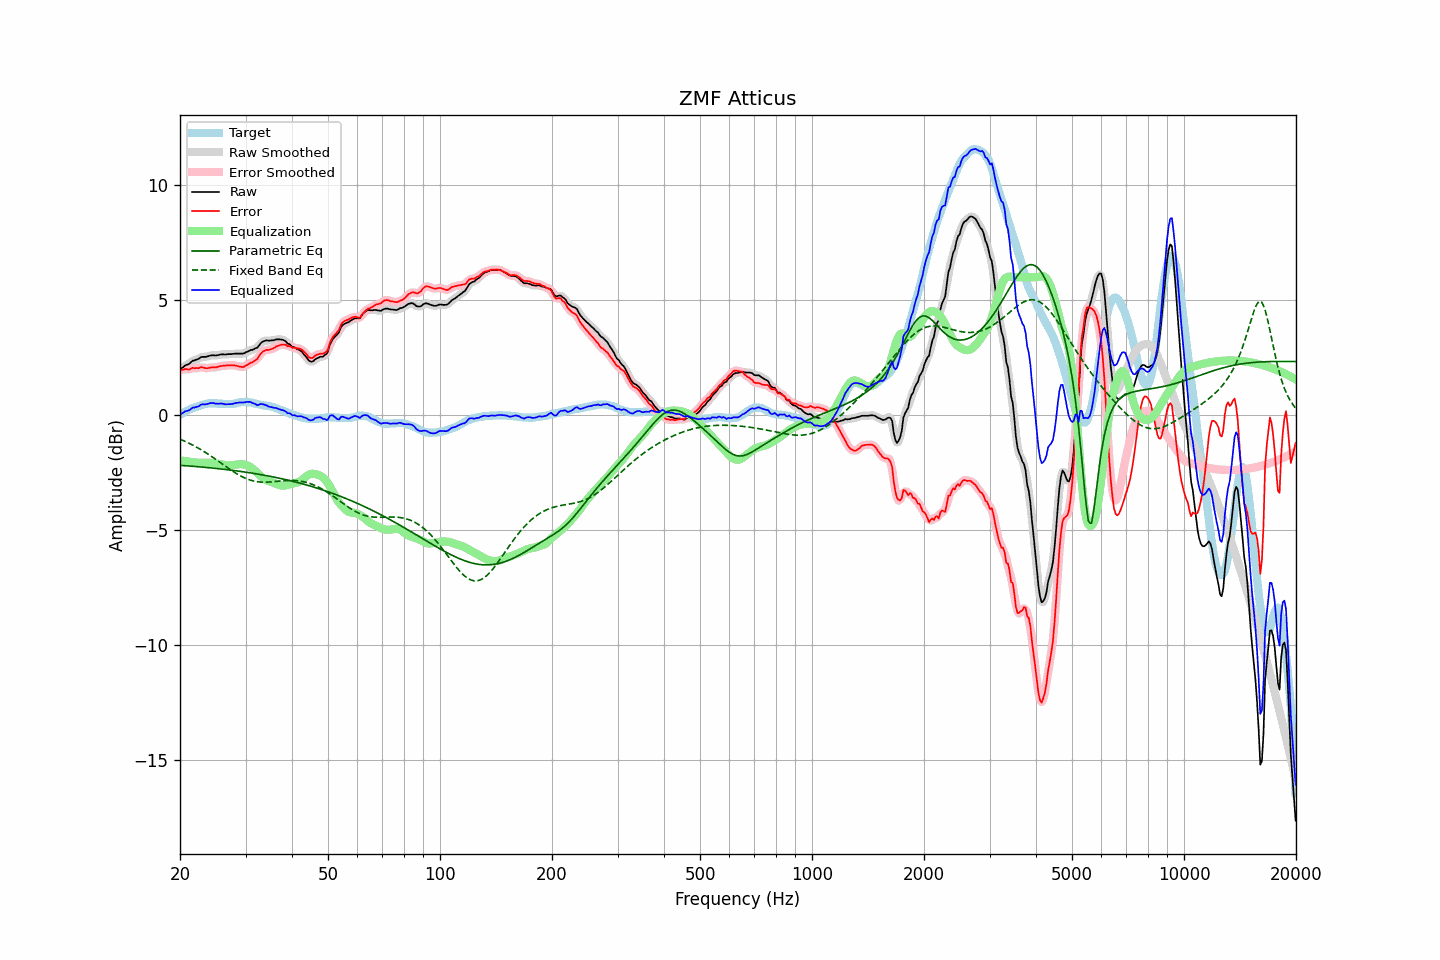 ZMF Atticus
Target
Raw Smoothed
Error Smoothed
Raw
Error
Equalization
Parametric Eq
Fixed Band Eq
Equalized
10
5
0
−5
−10
−15
Amplitude (dBr)
20
50
100
200
500
1000
2000
5000
10000
20000
Frequency (Hz)